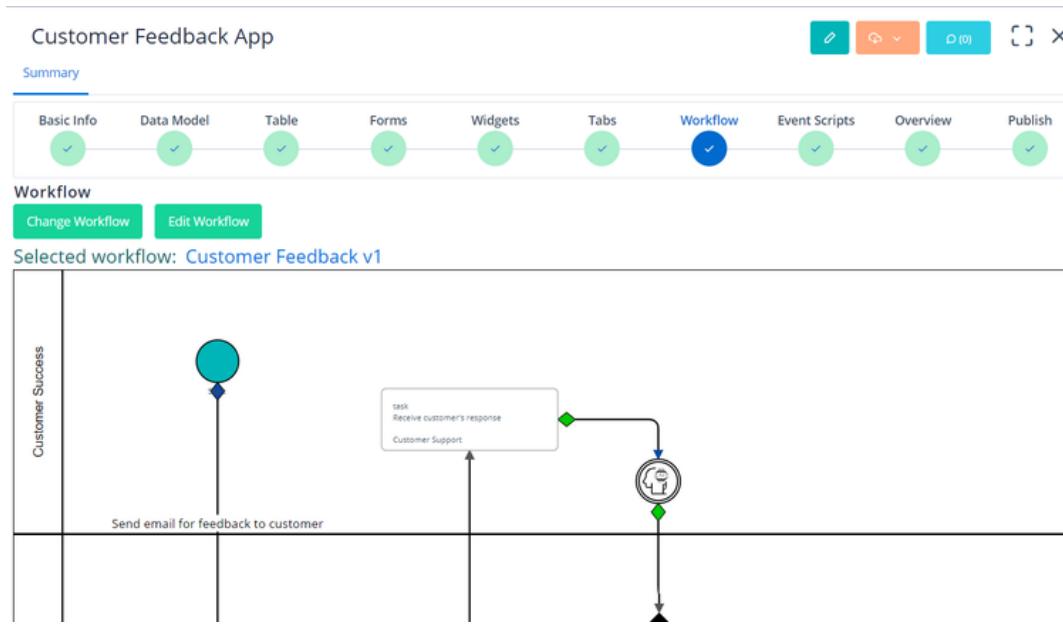 Customer Feedback App
(0)
Summary
Basic Info Data Model Table Forms Widgets Tabs Workflow Event Scripts Overview Publish
Workflow
Change Workflow Edit Workflow
Selected workflow: Customer Feedback v1
Customer Success
task
Receive customer's response
Customer Support
Send email for feedback to customer